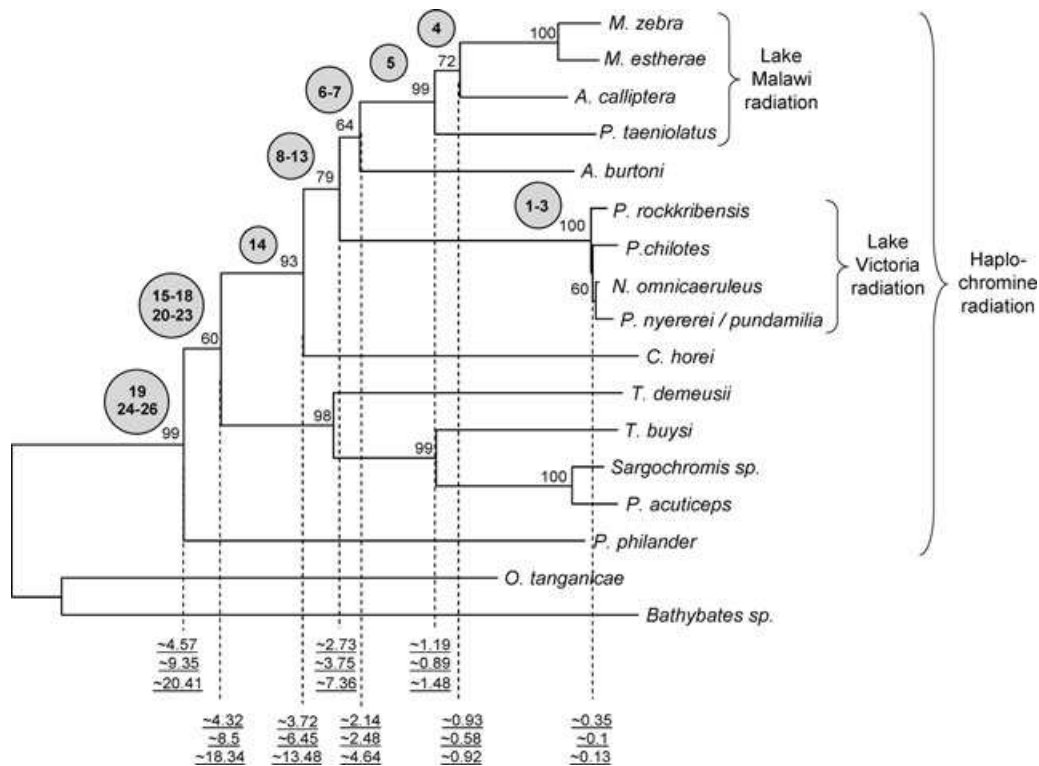 4
100
M. zebra
M. estherae
Lake
Malawi
radiation
5
72
99
A. calliptera
P. taeniolatus
6-7
64
A. burtoni
8-13
79
1-3
100
P. rockkribensis
P.chilotes
60
N. omnicaeruleus
P. nyererei / pundamilia
Lake
Victoria
radiation
Haplo-
chromine
radiation
14
93
C. horei
15-18
20-23
60
T. demeusii
98
T. buysi
99
19
24-26
99
100
Sargochromis sp.
P. acuticeps
P. philander
O. tanganicae
Bathybates sp.
~4.57
~9.35
~20.41
~2.73
~3.75
~7.36
~1.19
~0.89
~1.48
~4.32
~8.5
~18.34
~3.72
~6.45
~13.48
~2.14
~2.48
~4.64
~0.93
~0.58
~0.92
~0.35
~0.1
~0.13